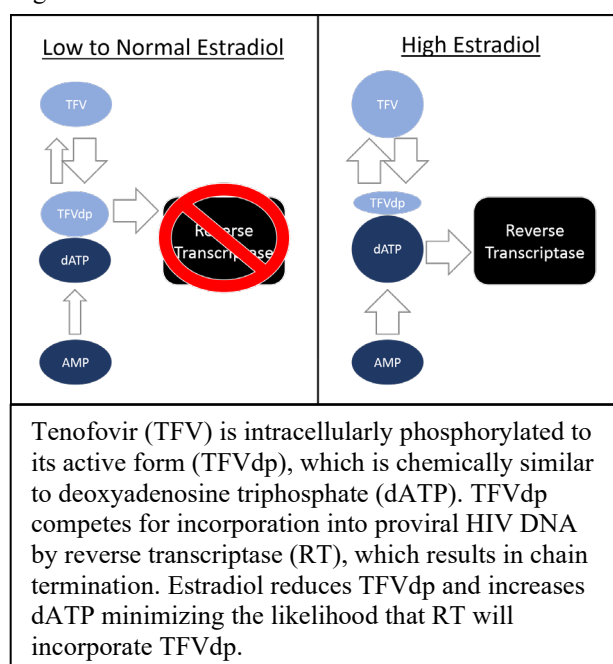 Low to Normal Estradiol
TFV
TFVdp
dATP
AMP
Reverse
Transcriptase
High Estradiol
TFV
TFVdp
dATP
AMP
Reverse
Transcriptase
Tenofovir (TFV) is intracellularly phosphorylated to
its active form (TFVdp), which is chemically similar
to deoxyadenosine triphosphate (dATP). TFVdp
competes for incorporation into proviral HIV DNA
by reverse transcriptase (RT), which results in chain
termination. Estradiol reduces TFVdp and increases
dATP minimizing the likelihood that RT will
incorporate TFVdp.